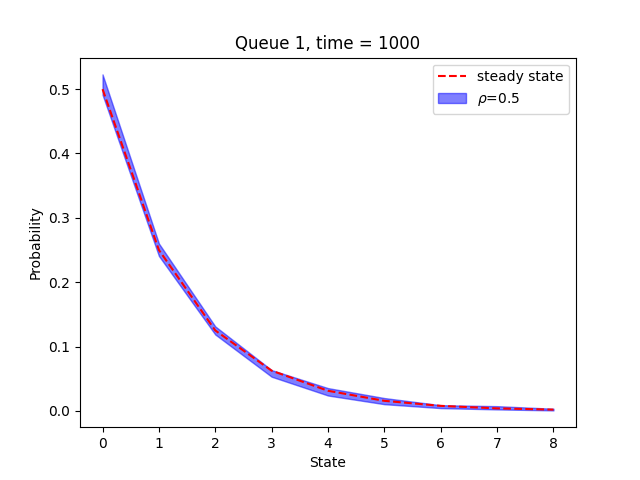 Queue 1, time = 1000
steady state
ρ=0.5
Probability
0.5
0.4
0.3
0.2
0.1
0.0
0 1 2 3 4 5 6 7 8
State